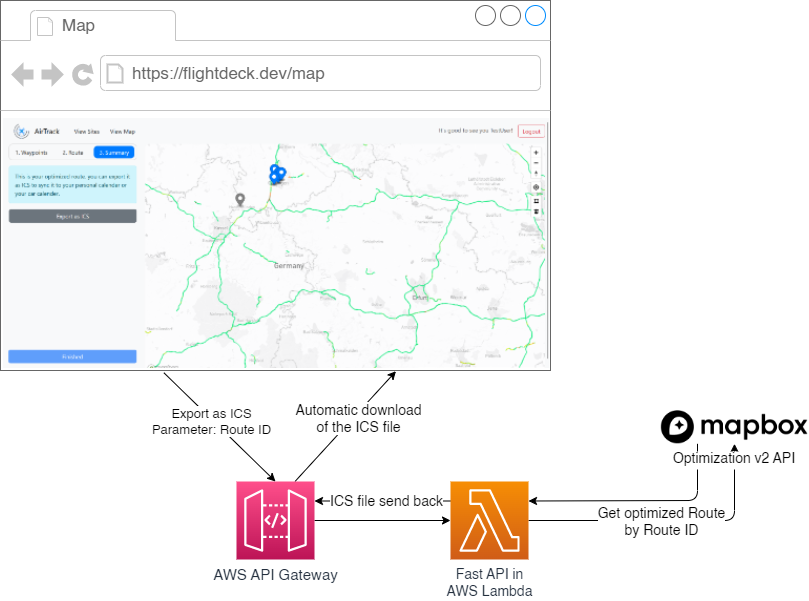 Map
https://flightdeck.dev/map
AirTrack View Sites View Map
It's good to see you
Logout
1. Waypoints 2. Route 3. Summary
This is your optimized route, you can export it
as ICS to sync it to your personal calendar or
your car calendar.
Export as ICS
Germany
Erfurt
Finished
Export as ICS
Parameter: Route ID
Automatic download
of the ICS file
mapbox
Optimization v2 API
ICS file send back
Get optimized Route
by Route ID
AWS API Gateway
Fast API in
AWS Lambda